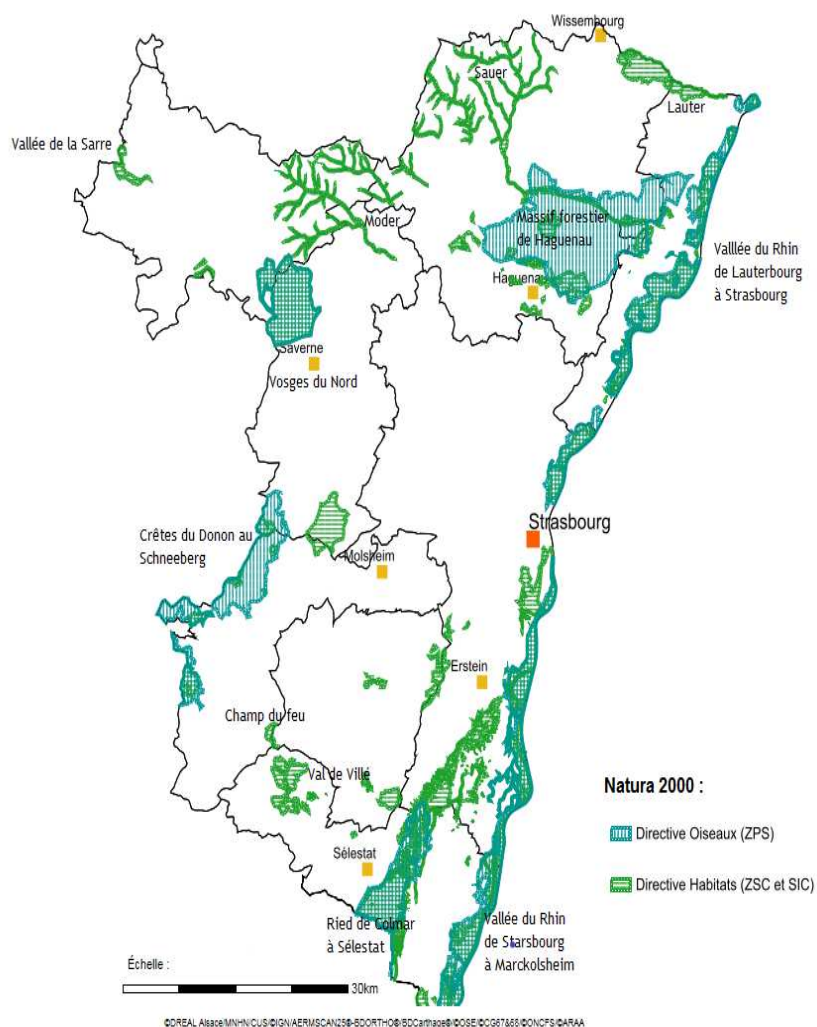 Wissembourg
Sauer
Lauter
Vallée de la Sarre
Massif forestier
de Haguenau
Moder
Valllée du Rhin
de Lauterbourg
à Strasbourg
Haguenau
Saverne
Vosges du Nord
Strasbourg
Crêtes du Donon au
Schneeberg
Molsheim
Erstein
Champ du feu
Val de Villé
Natura 2000 :
Directive Oiseaux (ZPS)
Sélestat
Directive Habitats (ZSC et SIC)
Ried de Colmar
à Sélestat
Vallée du Rhin
de Starsbourg
à Marckolsheim
Échelle :
30km